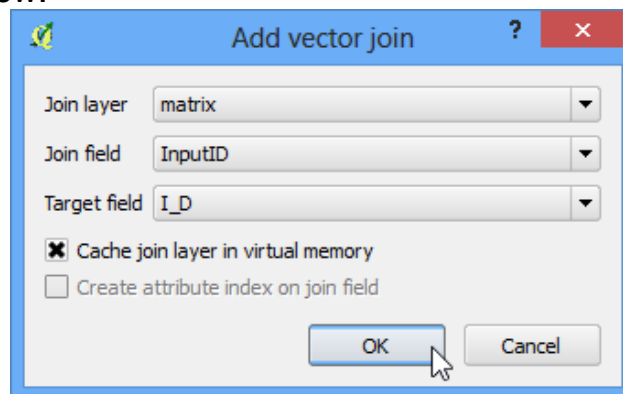 Add vector join
?
Join layer matrix
Join field InputID
Target field I_D
Cache join layer in virtual memory
Create attribute index on join field
OK Cancel